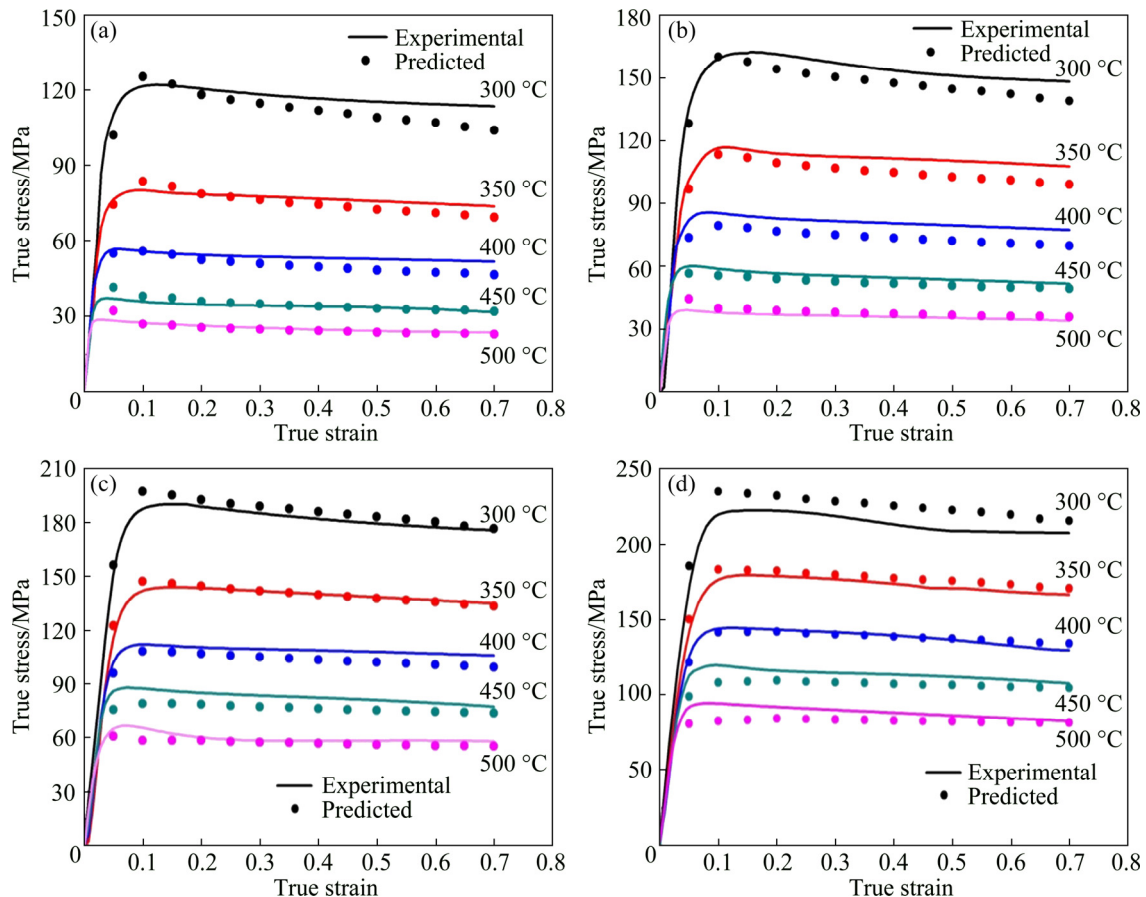 (a)
Experimental
Predicted
300 °C
350 °C
400 °C
450 °C
500 °C
150
120
90
60
30
0
0.1 0.2 0.3 0.4 0.5 0.6 0.7 0.8
True strain
True stress/MPa
(b)
Experimental
Predicted
300 °C
350 °C
400 °C
450 °C
500 °C
180
150
120
90
60
30
0
0.1 0.2 0.3 0.4 0.5 0.6 0.7 0.8
True strain
True stress/MPa
(c)
300 °C
350 °C
400 °C
450 °C
500 °C
Experimental
Predicted
210
180
150
120
90
60
30
0
0.1 0.2 0.3 0.4 0.5 0.6 0.7 0.8
True strain
True stress/MPa
(d)
300 °C
350 °C
400 °C
450 °C
500 °C
Experimental
Predicted
250
200
150
100
50
0
0.1 0.2 0.3 0.4 0.5 0.6 0.7 0.8
True strain
True stress/MPa